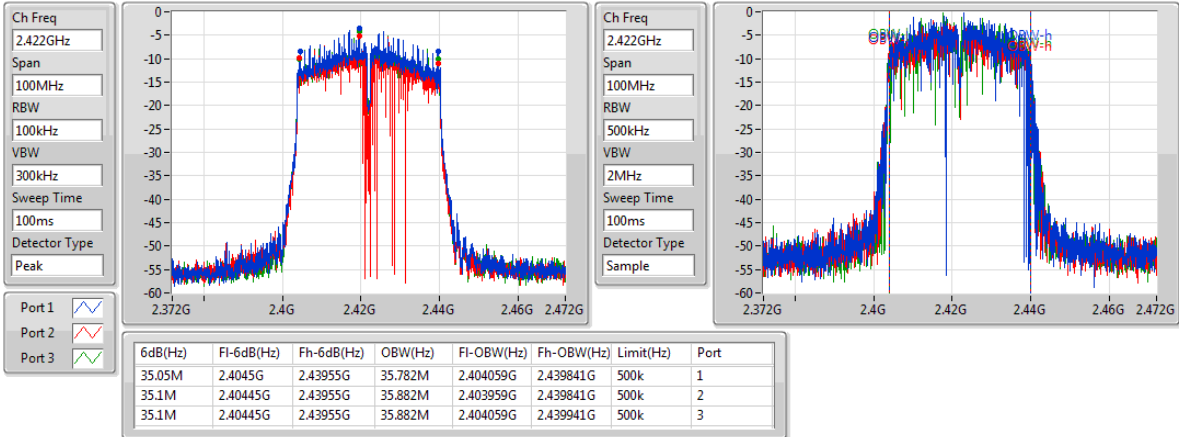 Ch Freq
2.422GHz
Span
100MHz
RBW
100kHz
VBW
300kHz
Sweep Time
100ms
Detector Type
Peak
0
-5
-10
-15
-20
-25
-30
-35
-40
-45
-50
-55
-60
2.372G
2.4G
2.42G
2.44G
2.46G
2.472G
Ch Freq
2.422GHz
Span
100MHz
RBW
500kHz
VBW
2MHz
Sweep Time
100ms
Detector Type
Sample
0
-5
-10
-15
-20
-25
-30
-35
-40
-45
-50
-55
-60
OBW-h
OBW-h
2.372G
2.4G
2.42G
2.44G
2.46G
2.472G
Port 1
Port 2
Port 3
6dB(Hz) Fl-6dB(Hz) Fh-6dB(Hz) OBW(Hz) Fl-OBW(Hz) Fh-OBW(Hz) Limit(Hz) Port
35.05M 2.4045G 2.43955G 35.782M 2.404059G 2.439841G 500k 1
35.1M 2.40445G 2.43955G 35.882M 2.403959G 2.439841G 500k 2
35.1M 2.40445G 2.43955G 35.882M 2.404059G 2.439941G 500k 3